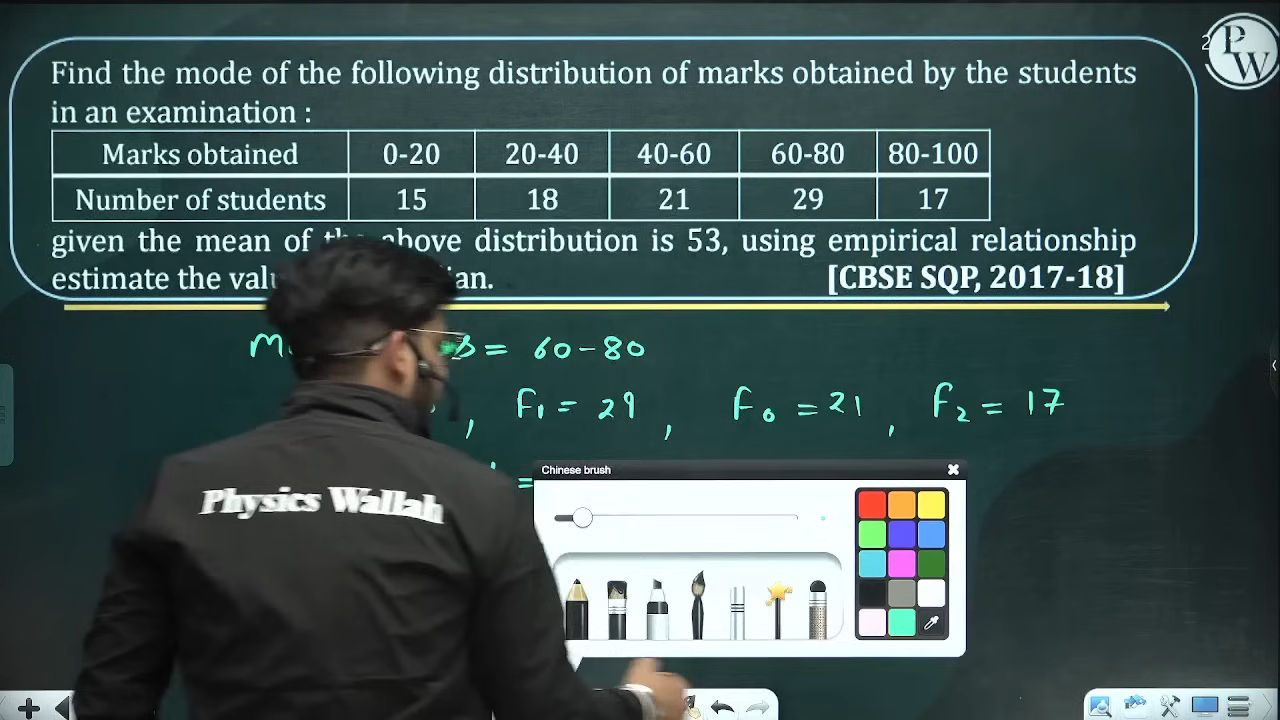 Find the mode of the following distribution of marks obtained by the students
in an examination :
Marks obtained 0-20 20-40 40-60 60-80 80-100
Number of students 15 18 21 29 17
given the mean of the above distribution is 53, using empirical relationship
estimate the
[CBSE SQP, 2017-18]
= 60-80
, f₁ = 29 , f₀ = 21 , f₂ = 17
=
Chinese brush
Physics Wallah
PW